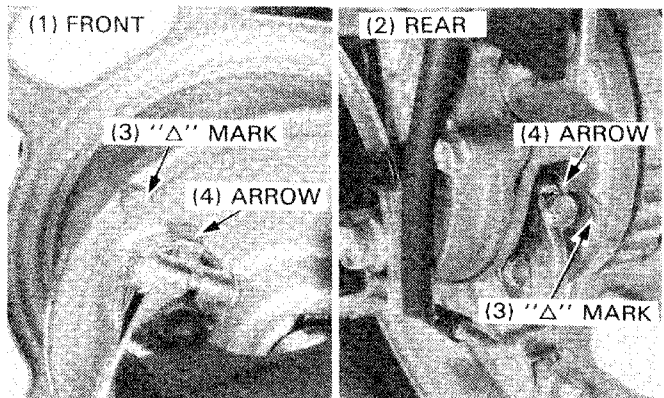 (1) FRONT
(3) "△" MARK
(4) ARROW
(2) REAR
(4) ARROW
(3) "△" MARK